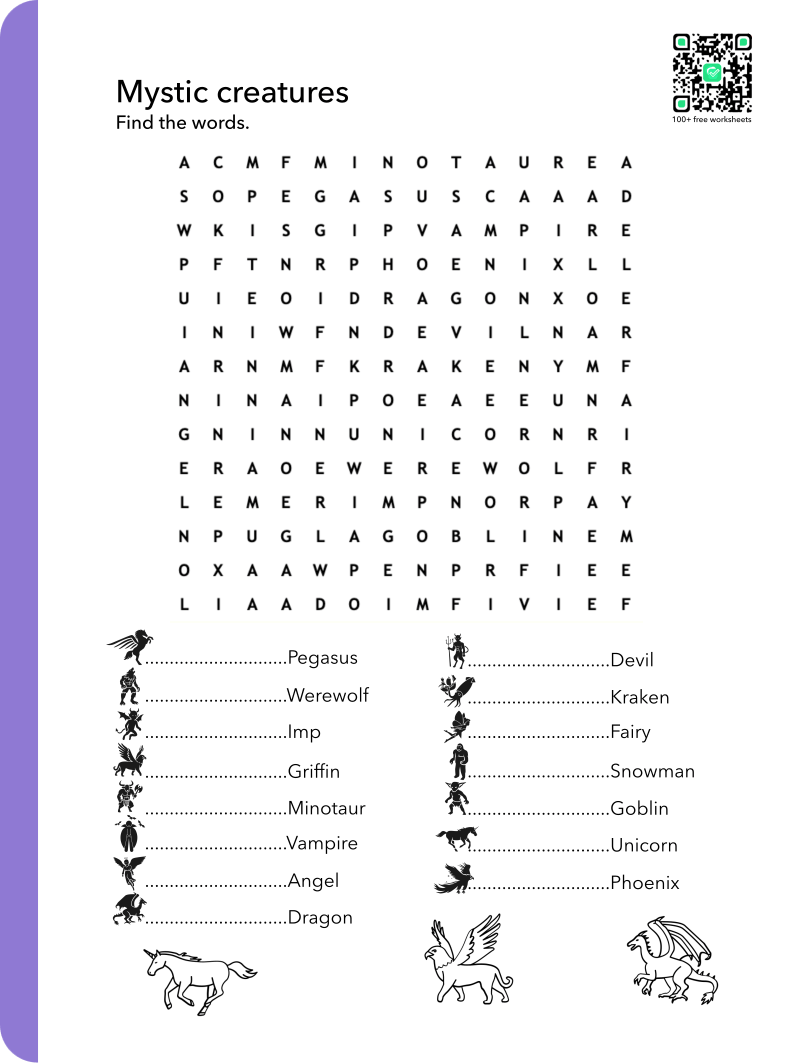 100+ free worksheets
Mystic creatures
Find the words.
A C M F M I N O T A U R E A
S O P E G A S U S C A A A D
W K I S G I P V A M P I R E
P F T N R P H O E N I X L L
U I E O I D R A G O N X O E
I N I W F N D E V I L N A R
A R N M F K R A K E N Y M F
N I N A I P O E A E E U N A
G N I N N U N I C O R N R I
E R A O E W E R E W O L F R
L E M E R I M P N O R P A Y
N P U G L A G O B L I N E M
O X A A W P E N P R F I E E
L I A A D O I M F I V I E F
.............................Pegasus
.............................Werewolf
.............................Imp
.............................Griffin
.............................Minotaur
.............................Vampire
.............................Angel
.............................Dragon
.............................Devil
.............................Kraken
.............................Fairy
.............................Snowman
.............................Goblin
.............................Unicorn
.............................Phoenix